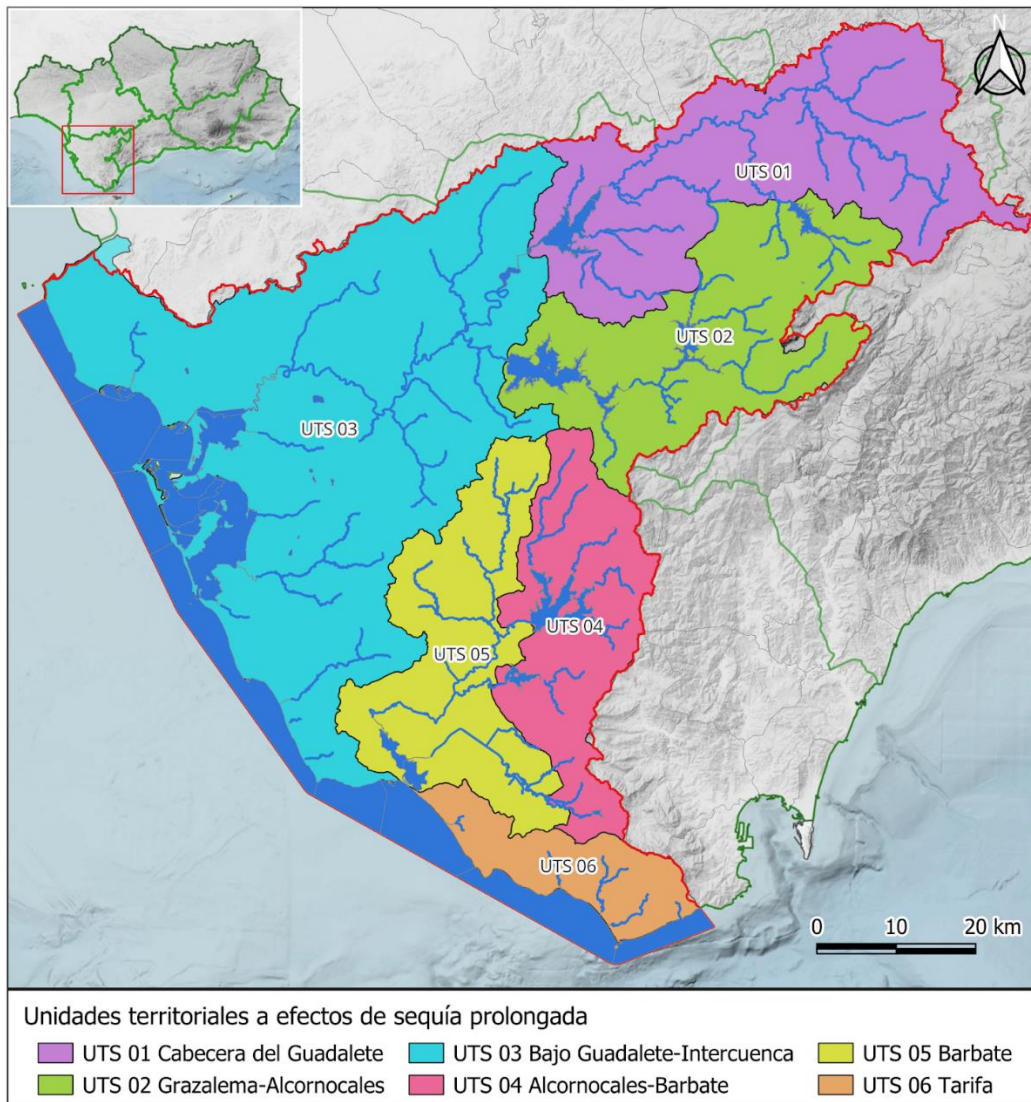 N
UTS 01
UTS 02
UTS 03
UTS 04
UTS 05
UTS 06
0 10 20 km
Unidades territoriales a efectos de sequía prolongada
UTS 01 Cabecera del Guadalete
UTS 03 Bajo Guadalete-Intercuenca
UTS 05 Barbate
UTS 02 Grazalema-Alcornocales
UTS 04 Alcornocales-Barbate
UTS 06 Tarifa